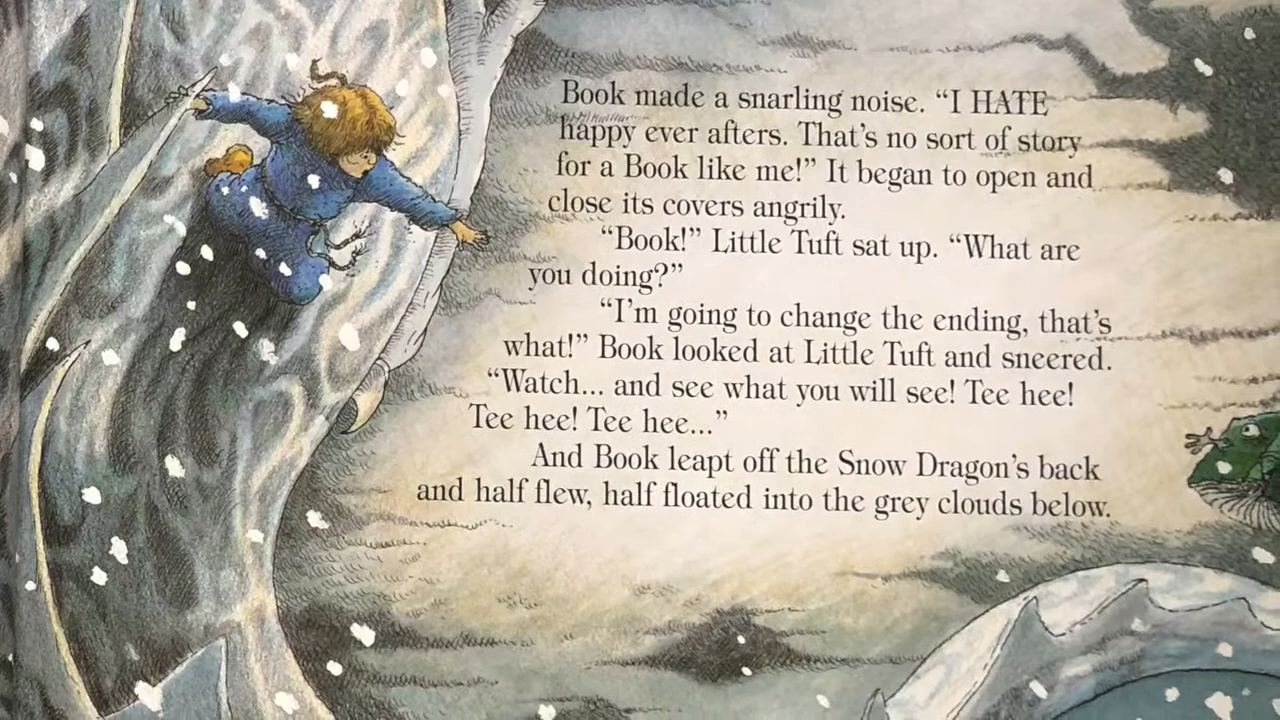 Book made a snarling noise. “I HATE
happy ever afters. That’s no sort of story
for a Book like me!” It began to open and
close its covers angrily.
“Book!” Little Tuft sat up. “What are
you doing?”
“I’m going to change the ending, that’s
what!” Book looked at Little Tuft and sneered.
“Watch... and see what you will see! Tee hee!
Tee hee! Tee hee...”
And Book leapt off the Snow Dragon’s back
and half flew, half floated into the grey clouds below.